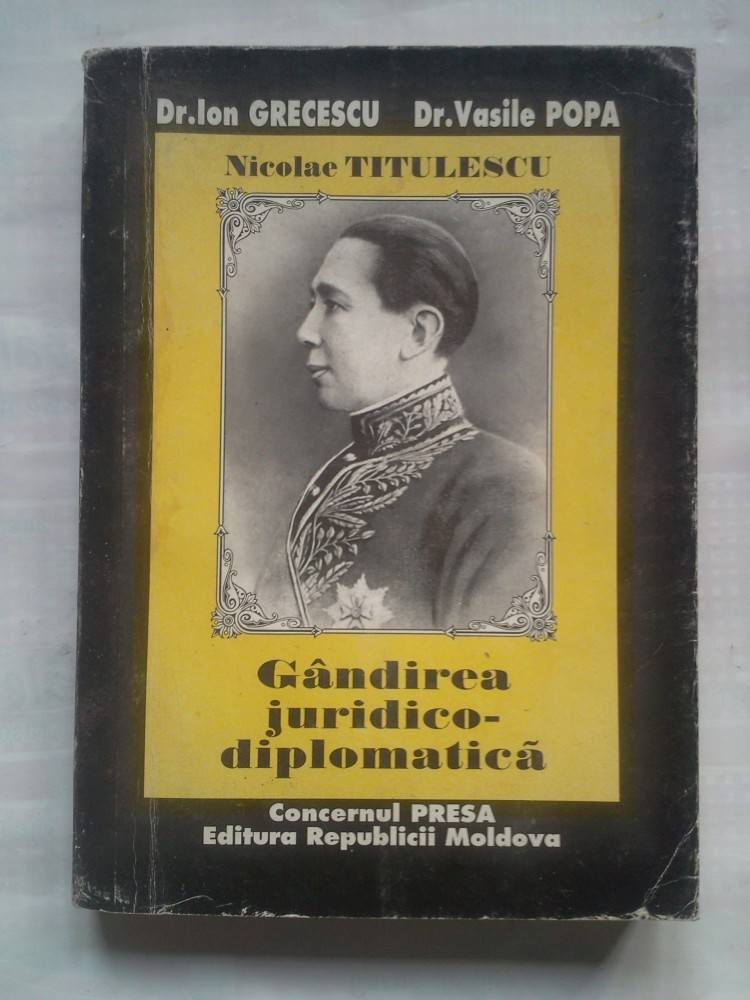 Dr.Ion GRECESCU Dr.Vasile POPA
Nicolae TITULESCU
Gândirea
juridico-
diplomatică
Concernul PRESA
Editura Republicii Moldova